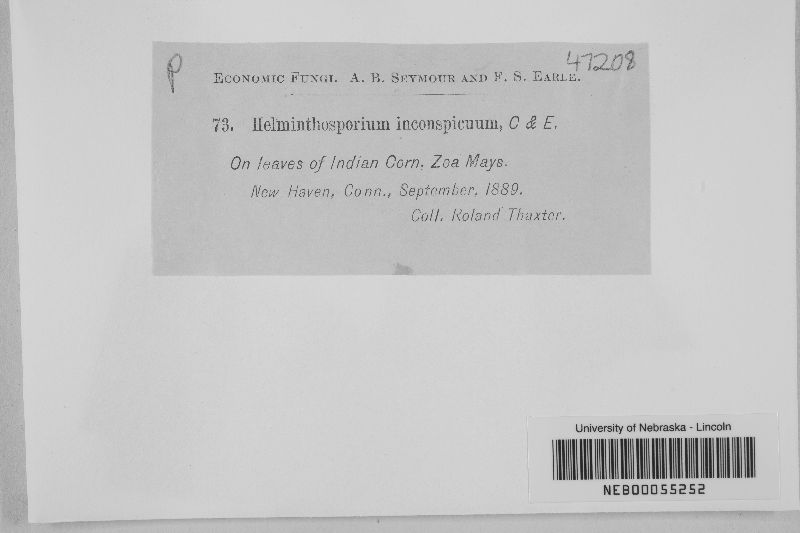 P
47208
Economic Fungi. A. B. Seymour and F. S. Earle.
73. Helminthosporium inconspicuum, C & E.
On leaves of Indian Corn, Zea Mays.
New Haven, Conn., September, 1889.
Coll. Roland Thaxter.
University of Nebraska - Lincoln
NEB00055252